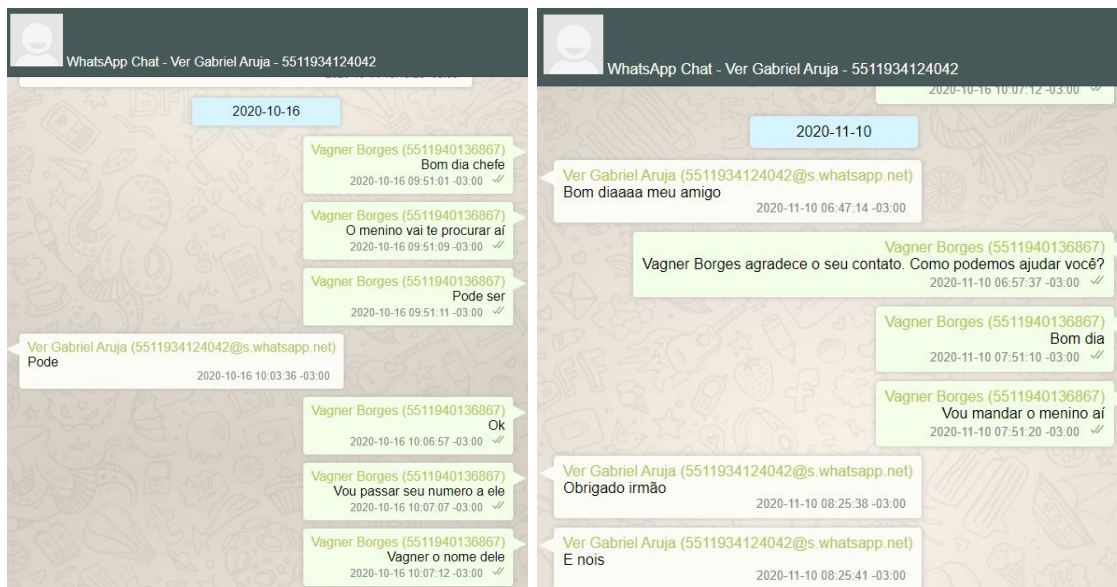 WhatsApp Chat - Ver Gabriel Aruja - 5511934124042
2020-10-16
Vagner Borges (5511940136867)
Bom dia chefe
2020-10-16 09:51:01 -03:00
Vagner Borges (5511940136867)
O menino vai te procurar aí
2020-10-16 09:51:09 -03:00
Vagner Borges (5511940136867)
Pode ser
2020-10-16 09:51:11 -03:00
Ver Gabriel Aruja (5511934124042@s.whatsapp.net)
Pode
2020-10-16 10:03:36 -03:00
Vagner Borges (5511940136867)
Ok
2020-10-16 10:06:57 -03:00
Vagner Borges (5511940136867)
Vou passar seu numero a ele
2020-10-16 10:07:07 -03:00
Vagner Borges (5511940136867)
Vagner o nome dele
2020-10-16 10:07:12 -03:00
WhatsApp Chat - Ver Gabriel Aruja - 5511934124042
2020-10-16 10:07:12 -03:00
2020-11-10
Ver Gabriel Aruja (5511934124042@s.whatsapp.net)
Bom diaaaa meu amigo
2020-11-10 06:47:14 -03:00
Vagner Borges (5511940136867)
Vagner Borges agradece o seu contato. Como podemos ajudar você?
2020-11-10 06:57:37 -03:00
Vagner Borges (5511940136867)
Bom dia
2020-11-10 07:51:10 -03:00
Vagner Borges (5511940136867)
Vou mandar o menino aí
2020-11-10 07:51:20 -03:00
Ver Gabriel Aruja (5511934124042@s.whatsapp.net)
Obrigado irmão
2020-11-10 08:25:38 -03:00
Ver Gabriel Aruja (5511934124042@s.whatsapp.net)
E nois
2020-11-10 08:25:41 -03:00